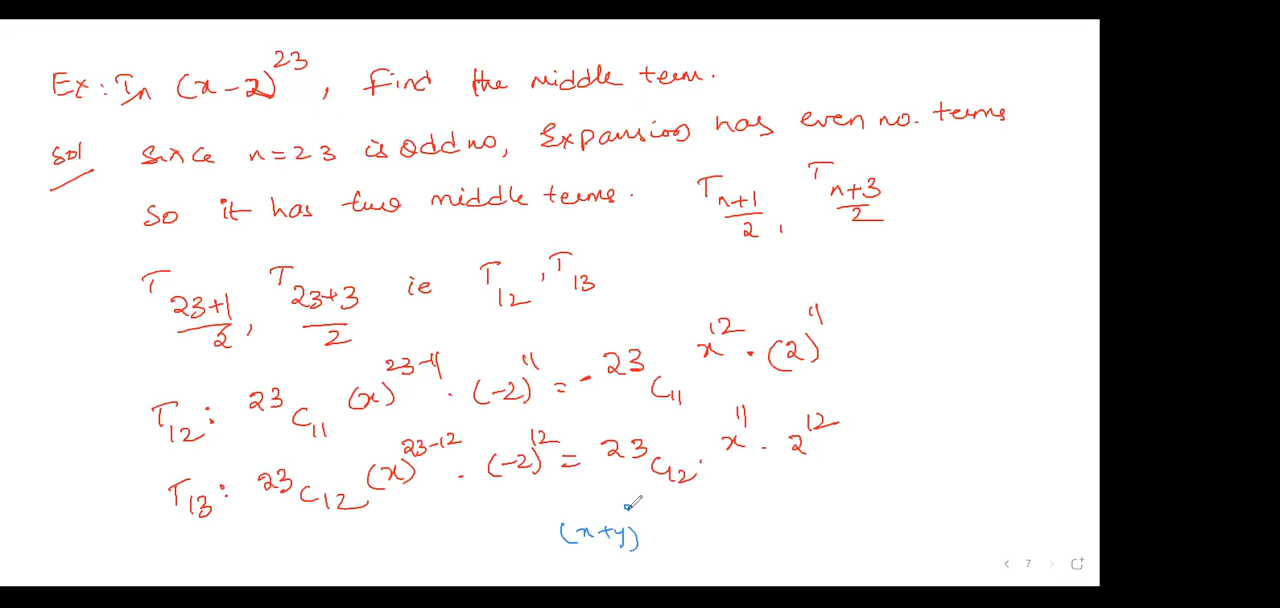 Ex: In (x-2)^23, Find the middle term.
Sol Since n=23 is odd no, Expansion has even no. terms
So it has two middle terms. T_(n+1)/2, T_(n+3)/2
T_(23+1)/2, T_(23+3)/2 ie T_12, T_13
T_12: 23C_11 (x)^23-11 . (-2)^11 = - 23C_11 x^12 . (2)^11
T_13: 23C_12 (x)^23-12 . (-2)^12 = 23C_12 . x^11 . 2^12
(x+y)
7